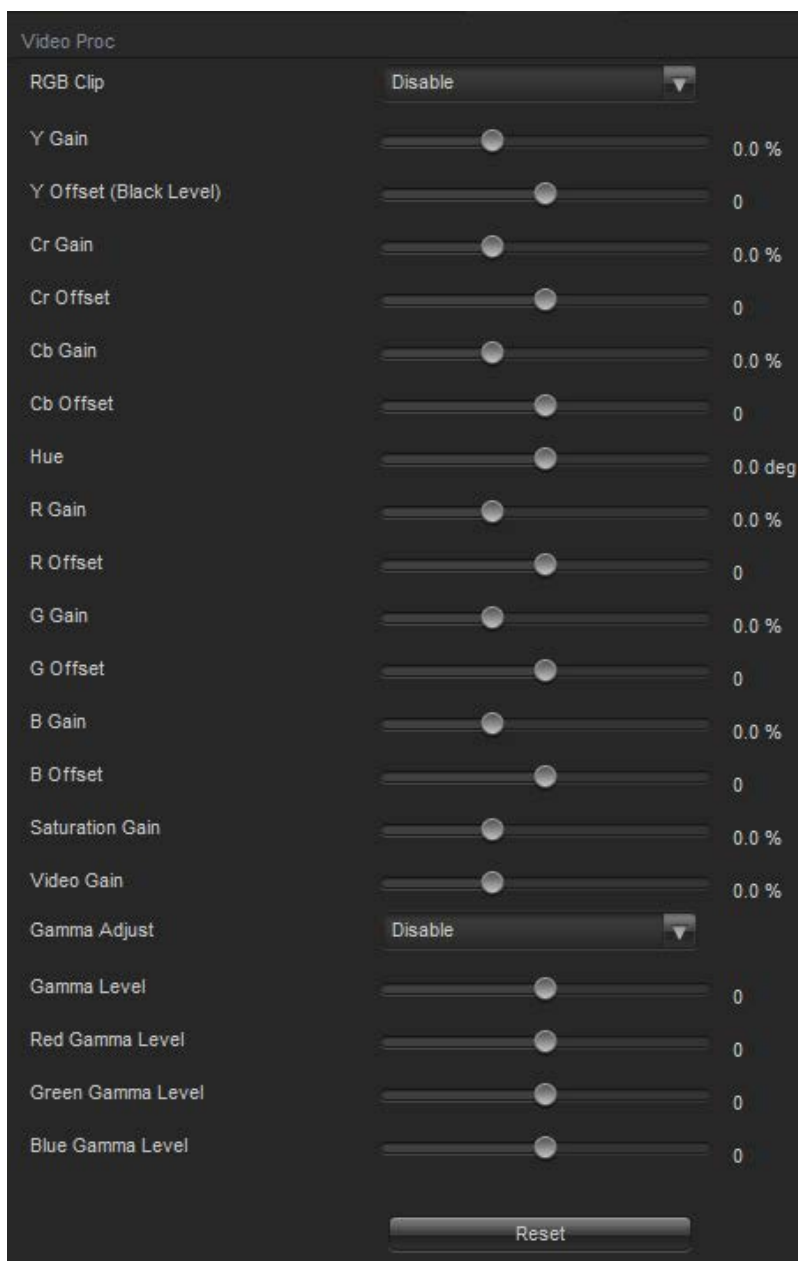 Video Proc
RGB Clip Disable
Y Gain 0.0 %
Y Offset (Black Level) 0
Cr Gain 0.0 %
Cr Offset 0
Cb Gain 0.0 %
Cb Offset 0
Hue 0.0 deg
R Gain 0.0 %
R Offset 0
G Gain 0.0 %
G Offset 0
B Gain 0.0 %
B Offset 0
Saturation Gain 0.0 %
Video Gain 0.0 %
Gamma Adjust Disable
Gamma Level 0
Red Gamma Level 0
Green Gamma Level 0
Blue Gamma Level 0
Reset